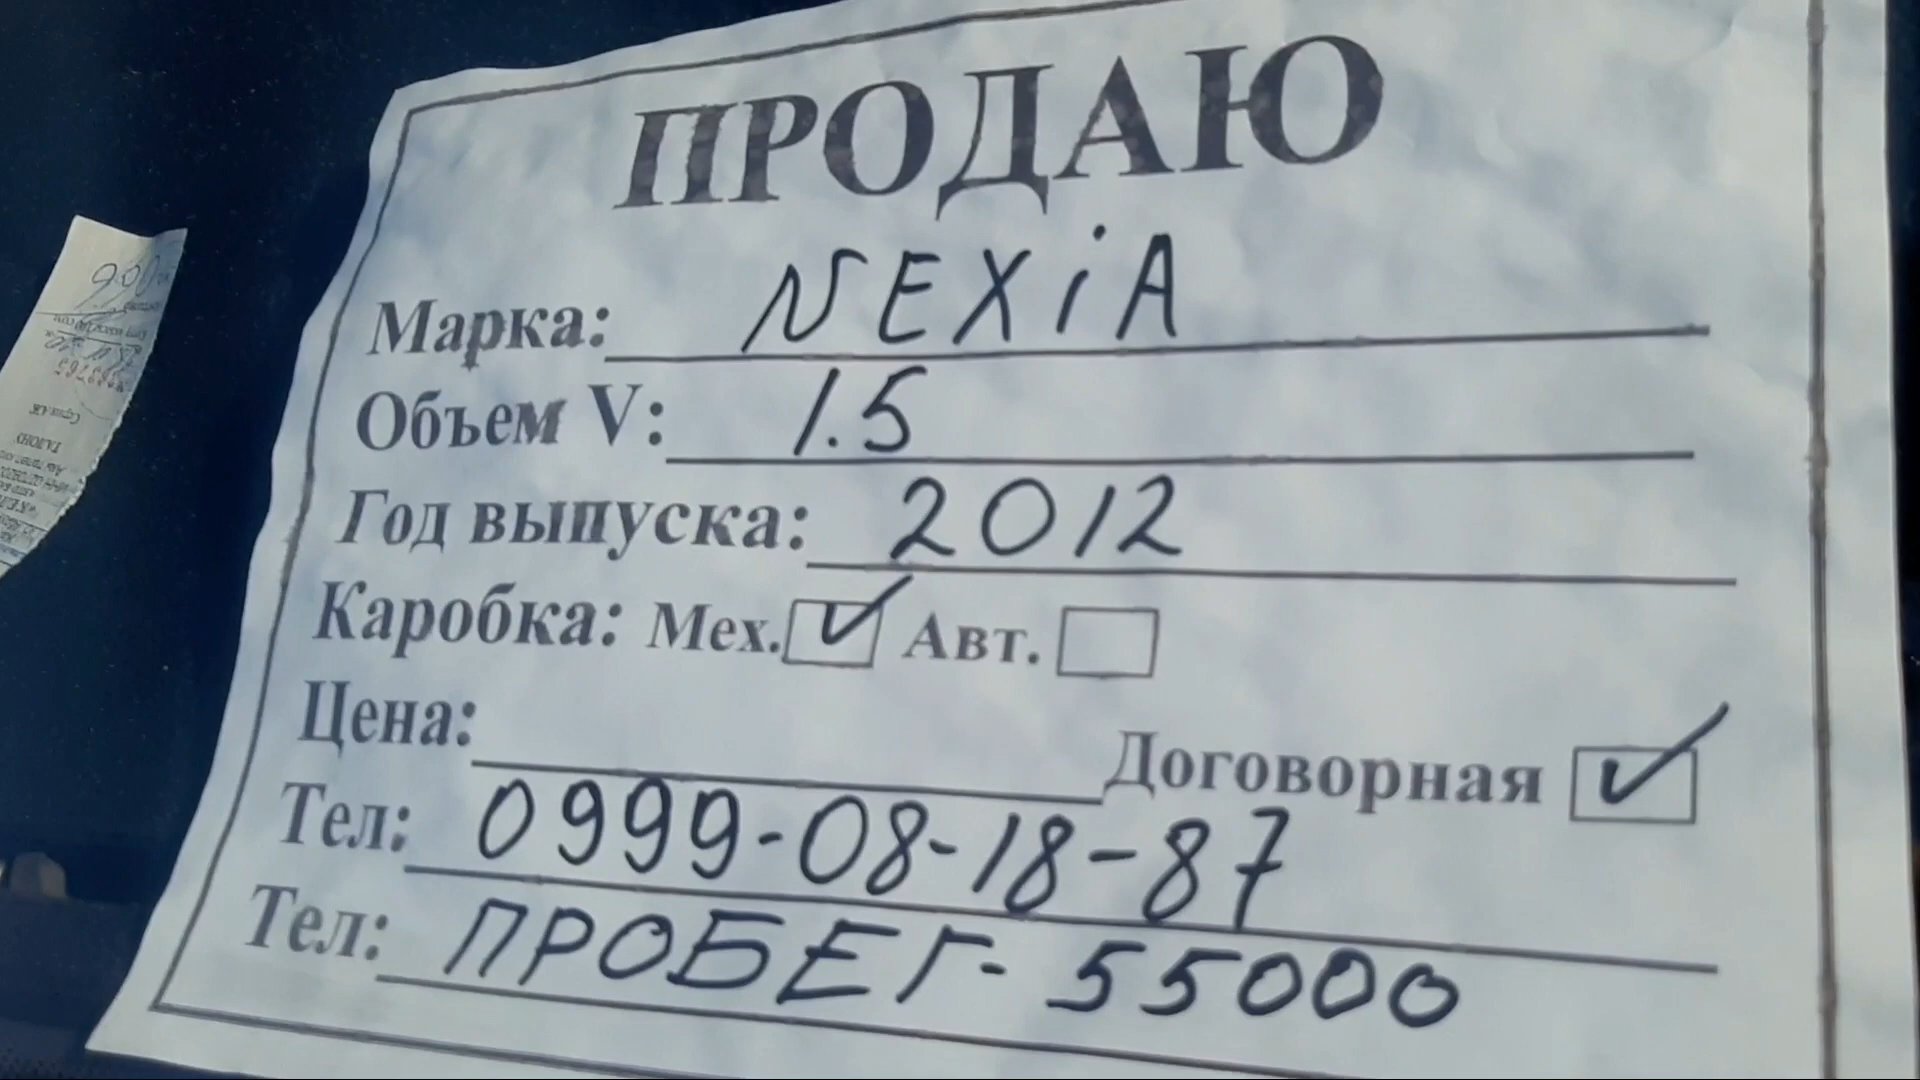 ПРОДАЮ
Марка: NEXiA
Объем V: 1.5
Год выпуска: 2012
Каробка: Мех. ✓ Авт.
Цена: Договорная ✓
Тел: 0999-08-18-87
Тел: ПРОБЕГ- 55000
ТАЛОНУ